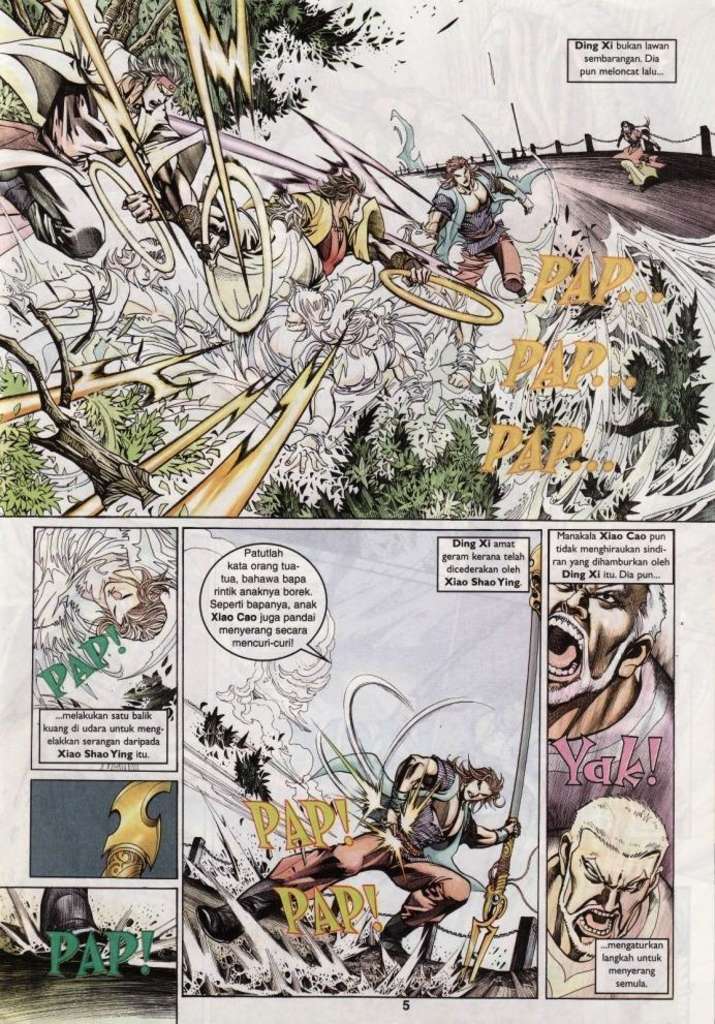 Ding Xi bukan lawan
sembarangan. Dia
pun meloncat lalu...
PAP...
PAP...
PAP...
PAP!
...melakukan satu balik
kuang di udara untuk meng-
elakkan serangan daripada
Xiao Shao Ying itu.
PAP!
Patutlah
kata orang tua-
tua, bahawa bapa
rintik anaknya borek.
Seperti bapanya, anak
Xiao Cao juga pandai
menyerang secara
mencuri-curi!
Ding Xi amat
geram kerana telah
dicederakan oleh
Xiao Shao Ying.
PAP!
PAP!
Manakala Xiao Cao pun
tidak menghiraukan sindi-
ran yang dihamburkan oleh
Ding Xi itu. Dia pun...
Yak!
...mengaturkan
langkah untuk
menyerang
semula.
5